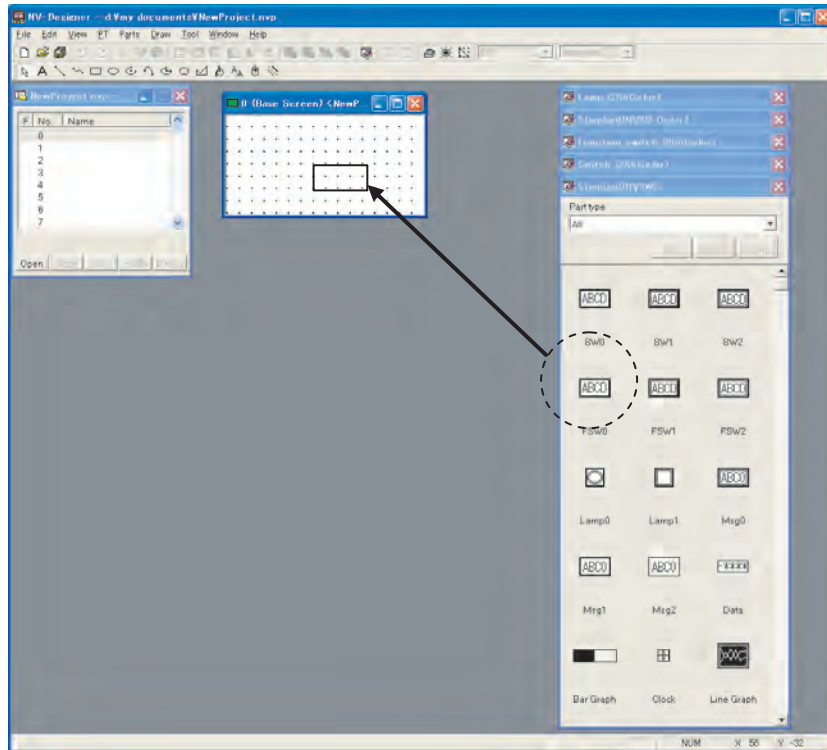 NV-Designer - d:¥my documents¥NewProject.nvp
File Edit View PT Parts Draw Tool Window Help
NewProject.nvp
F No. Name
0
1
2
3
4
5
6
7
Open
0 (Base Screen) <NewP...
Part type
All
ABCD ABCD ABCD
SW0 SW1 SW2
ABCD ABCD ABCD
FSW0 FSW1 FSW2
ABCD
Lamp0 Lamp1 Msg0
ABCD ABCD
Msg1 Msg2 Data
Bar Graph Clock Line Graph
NUM X 56 Y -32